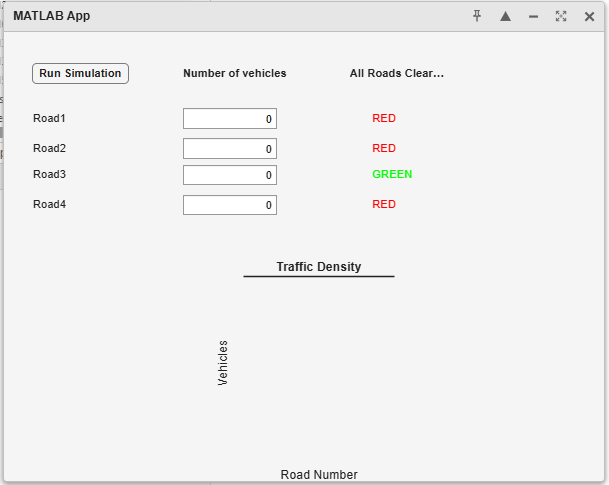 MATLAB App
Run Simulation Number of vehicles All Roads Clear...
Road1 0 RED
Road2 0 RED
Road3 0 GREEN
Road4 0 RED
Traffic Density
Vehicles
Road Number